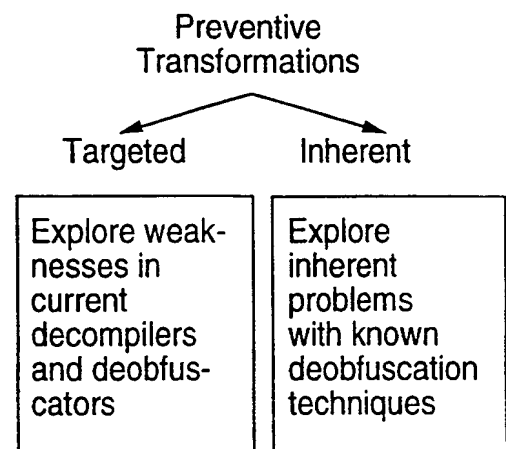 Preventive
Transformations
Targeted
Inherent
Explore weak-
nesses in
current
decompilers
and deobfus-
cators
Explore
inherent
problems
with known
deobfuscation
techniques